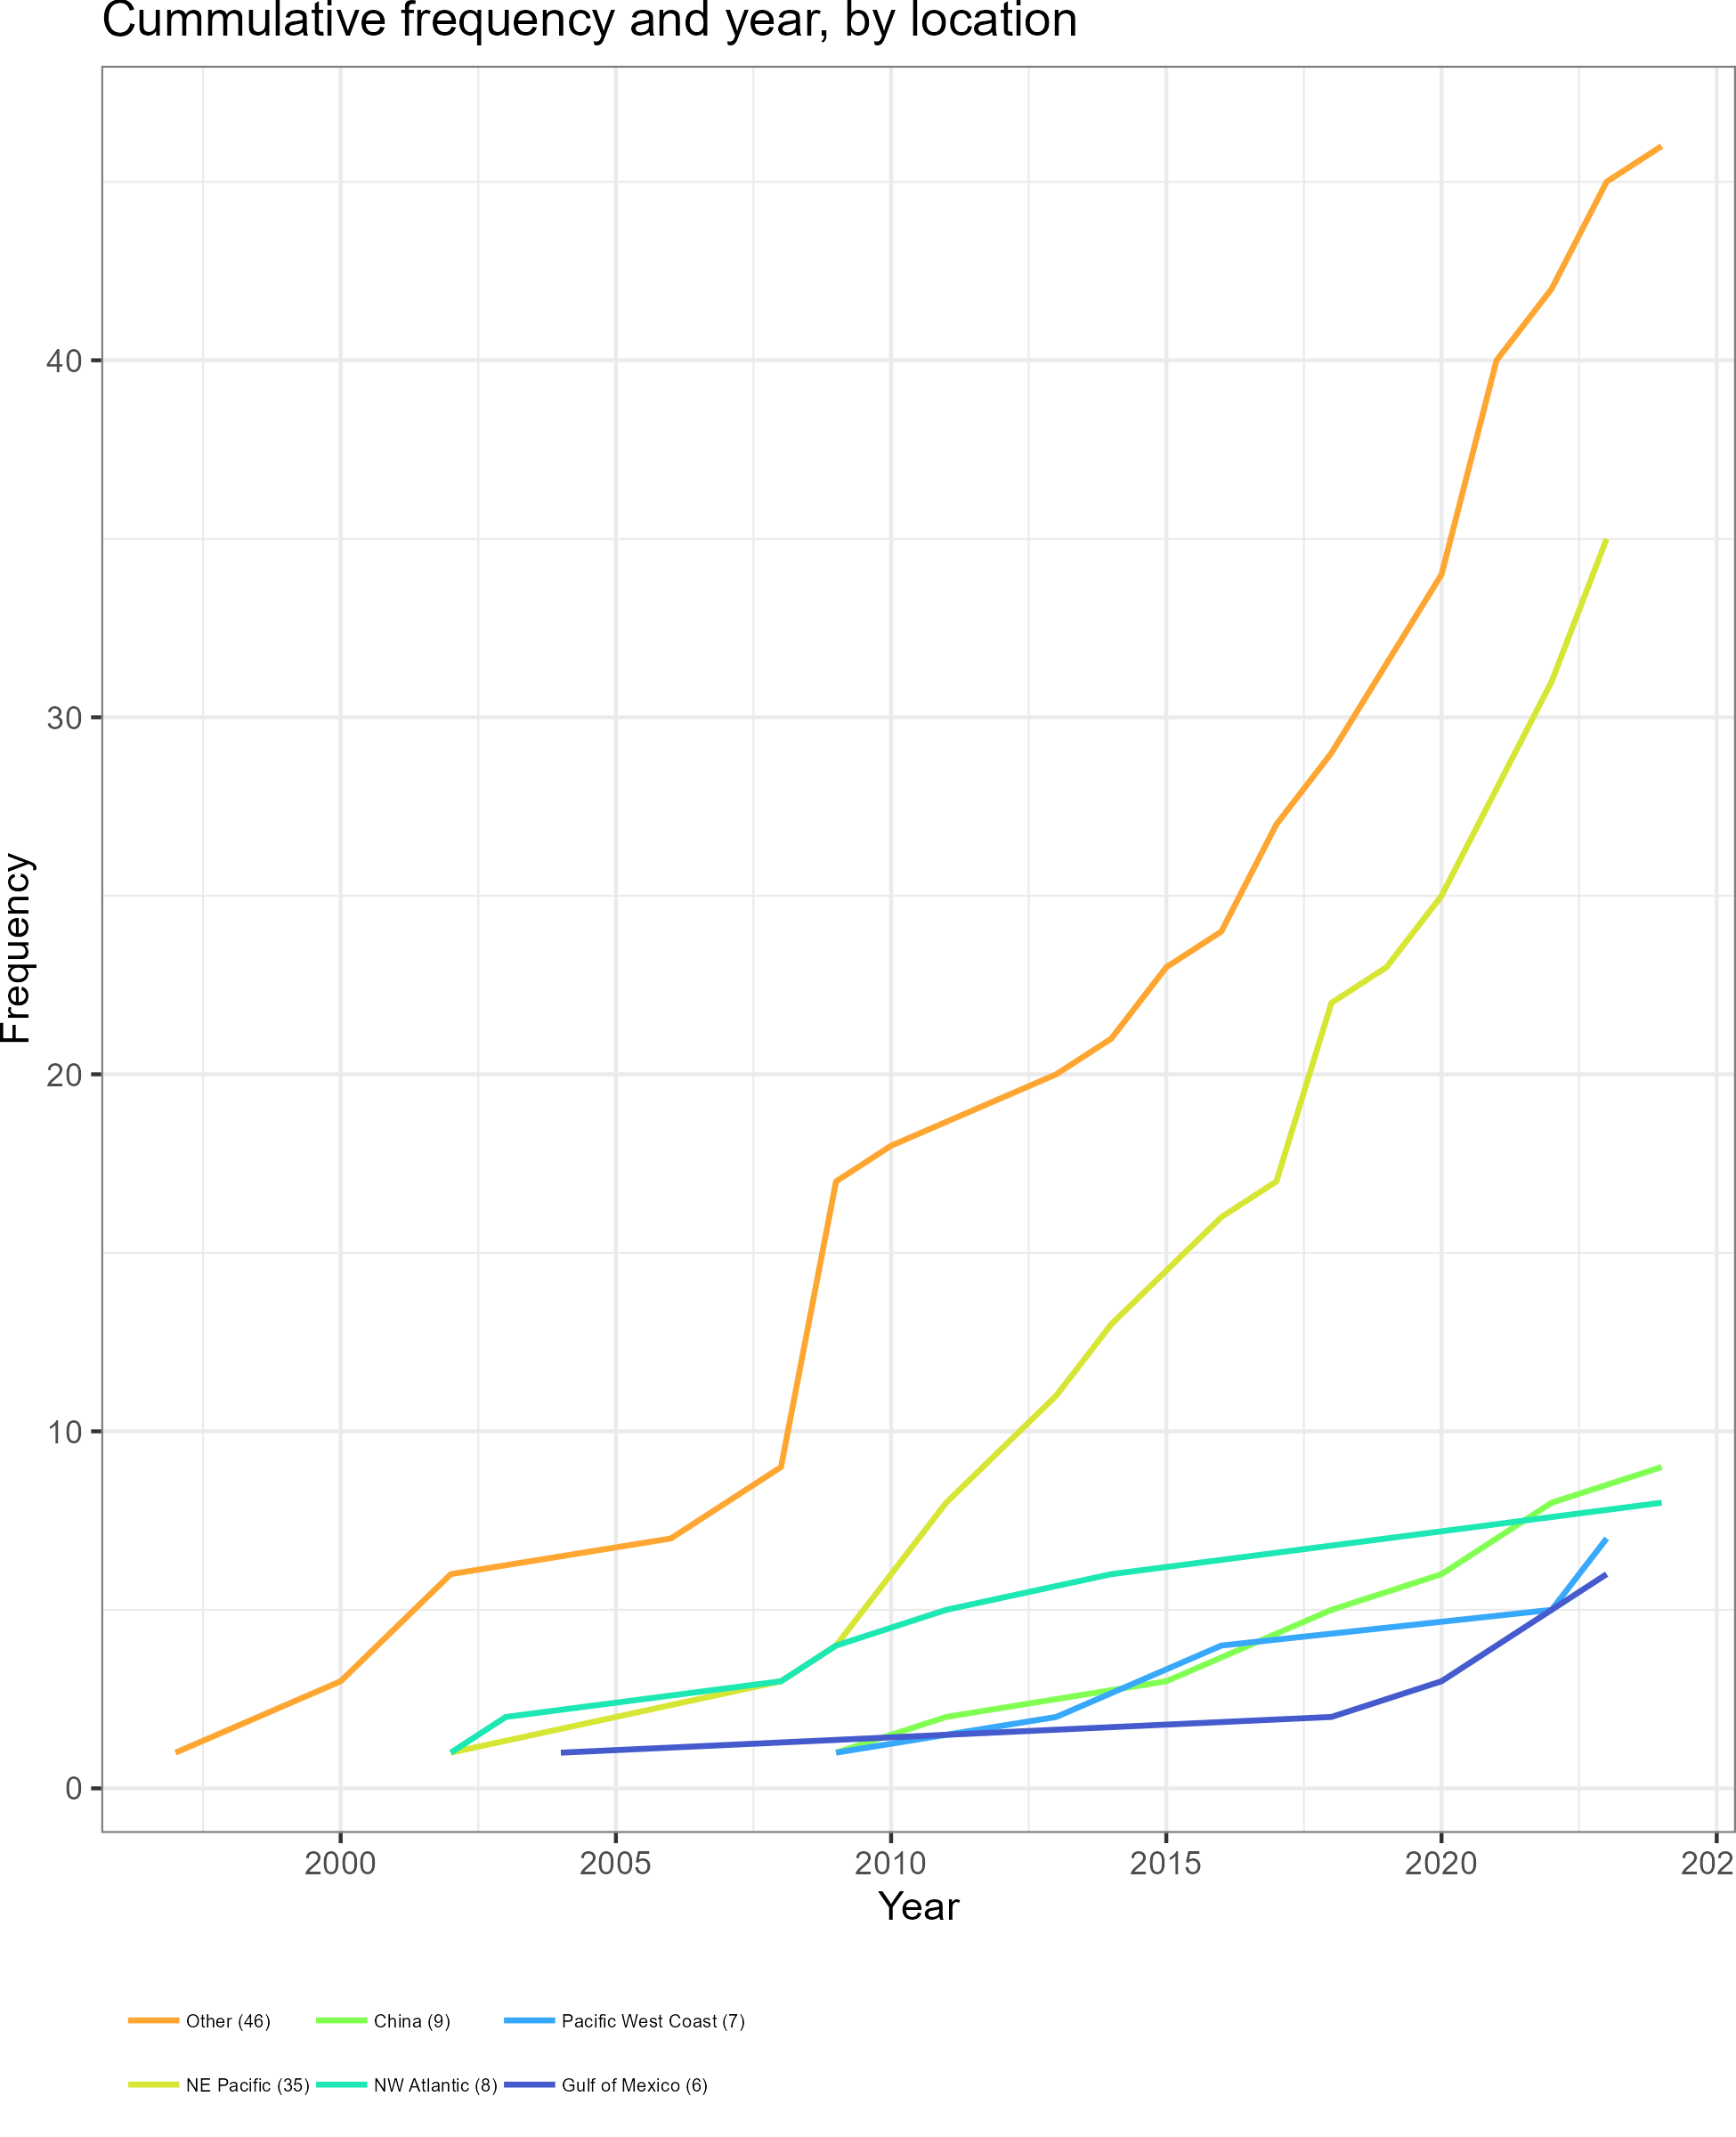 Cummulative frequency and year, by location
40
30
20
10
0
Frequency
2000 2005 2010 2015 2020 202
Year
Other (46) China (9) Pacific West Coast (7)
NE Pacific (35) NW Atlantic (8) Gulf of Mexico (6)